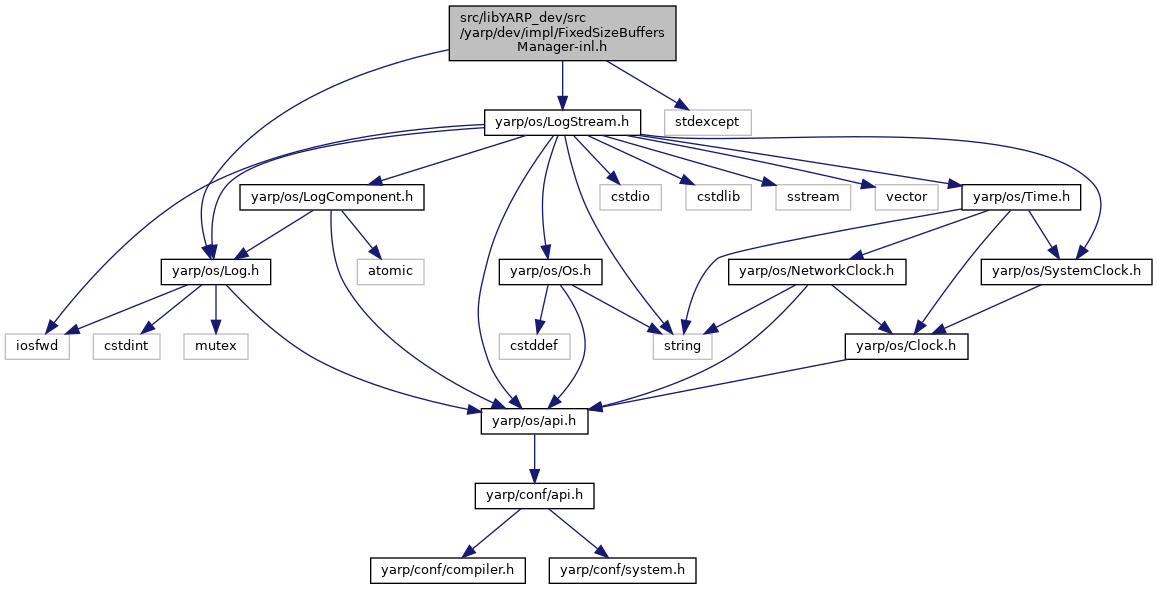 src/libYARP_dev/src
/yarp/dev/impl/FixedSizeBuffers
Manager-inl.h
yarp/os/LogStream.h
stdexcept
yarp/os/LogComponent.h
cstdio
cstdlib
sstream
vector
yarp/os/Time.h
yarp/os/Log.h
atomic
yarp/os/Os.h
yarp/os/NetworkClock.h
yarp/os/SystemClock.h
iosfwd
cstdint
mutex
cstddef
string
yarp/os/Clock.h
yarp/os/api.h
yarp/conf/api.h
yarp/conf/compiler.h
yarp/conf/system.h